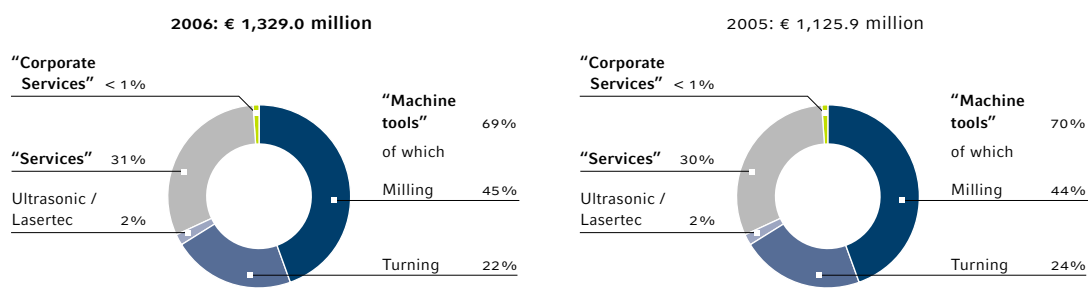 2006: € 1,329.0 million
“Corporate
Services” < 1%
“Machine
tools” 69%
of which
“Services” 31%
Milling 45%
Ultrasonic /
Lasertec 2%
Turning 22%
2005: € 1,125.9 million
“Corporate
Services” < 1%
“Machine
tools” 70%
of which
“Services” 30%
Milling 44%
Ultrasonic /
Lasertec 2%
Turning 24%